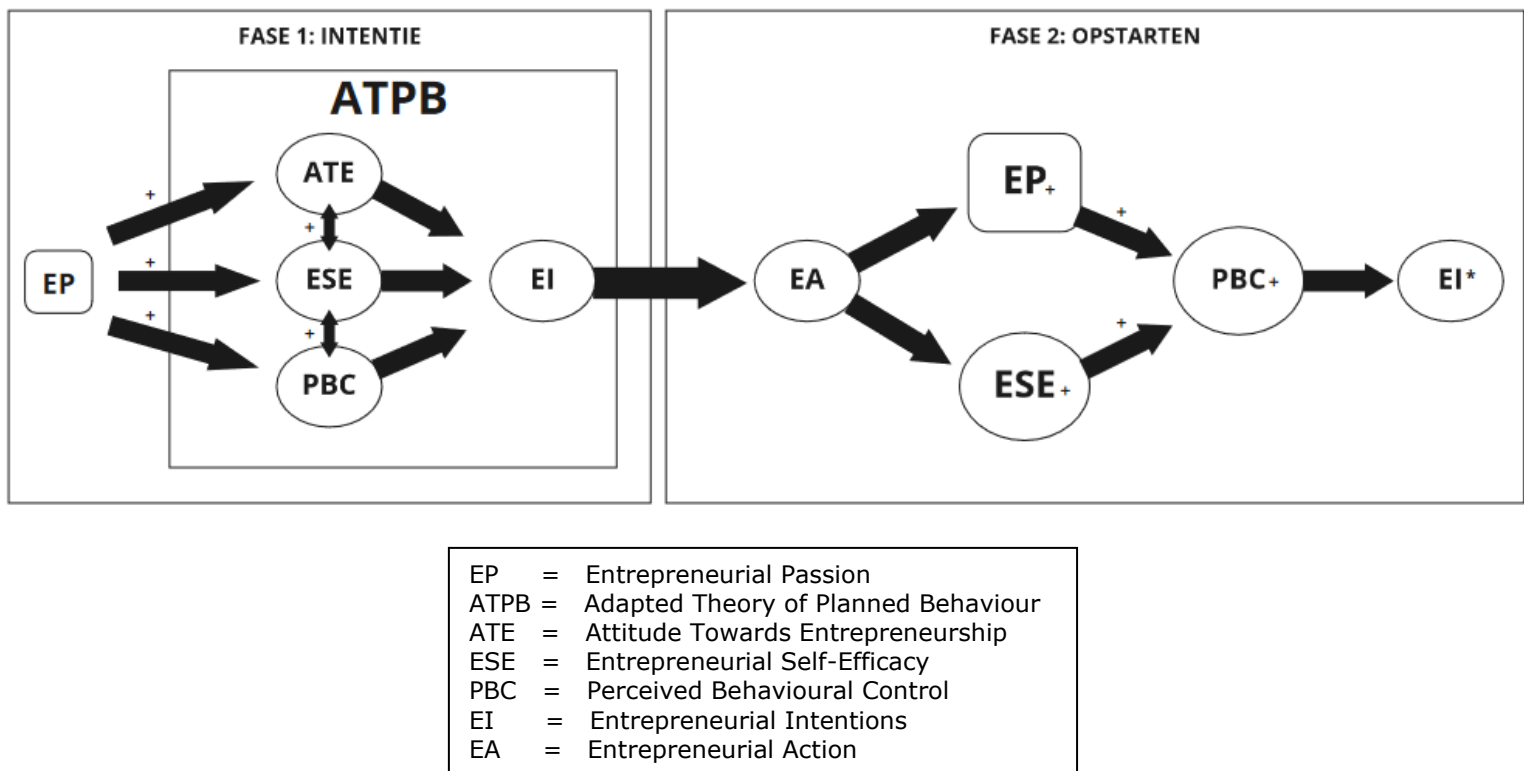 FASE 1: INTENTIE
ATPB
EP
+
+
+
ATE
+
ESE
+
PBC
EI
FASE 2: OPSTARTEN
EA
EP+
ESE+
+
+
PBC+
EI*
EP = Entrepreneurial Passion
ATPB = Adapted Theory of Planned Behaviour
ATE = Attitude Towards Entrepreneurship
ESE = Entrepreneurial Self-Efficacy
PBC = Perceived Behavioural Control
EI = Entrepreneurial Intentions
EA = Entrepreneurial Action